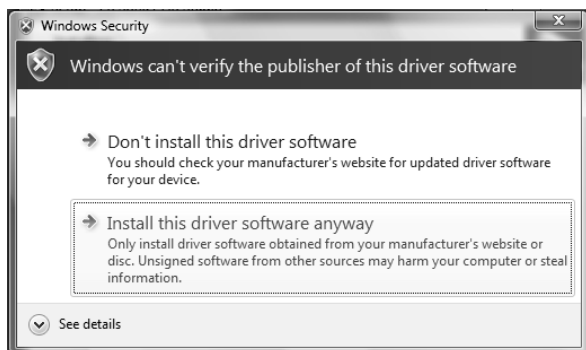 Windows Security
Windows can't verify the publisher of this driver software
Don't install this driver software
You should check your manufacturer's website for updated driver software
for your device.
Install this driver software anyway
Only install driver software obtained from your manufacturer's website or
disc. Unsigned software from other sources may harm your computer or steal
information.
See details